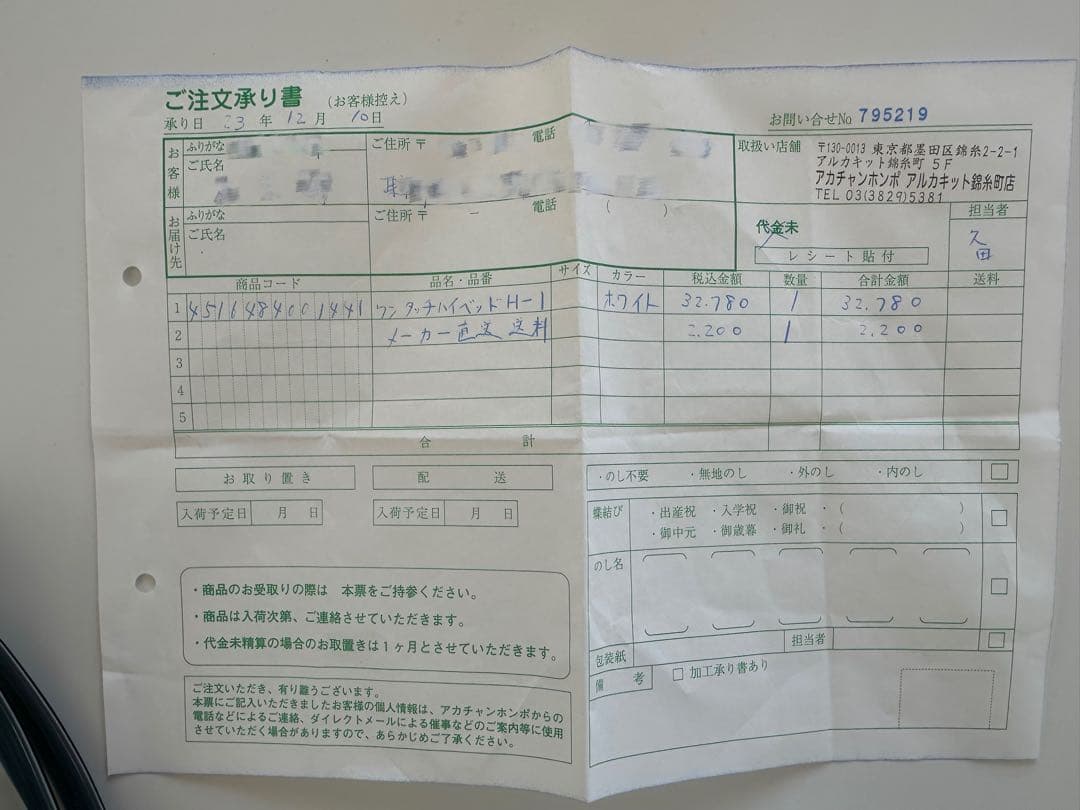 ご注文承り書 (お客様控え)
承り日 23 年 12 月 10 日
お問い合せNo 795219
お客様
ふりがな
ご氏名
ご住所 〒
電話
取扱い店舗
〒130-0013 東京都墨田区錦糸2-2-1
アルカキット錦糸町 5F
アカチャンホンポ アルカキット錦糸町店
TEL 03(3829)5381
お届け先
ふりがな
ご氏名
ご住所 〒 －
電話 ( )
代金未
レシート貼付
担当者
久田
商品コード 品名・品番 サイズ カラー 税込金額 数量 合計金額 送料
1 4516484001441 ワンタッチハイベッドH-1 ホワイト 32.780 1 32.780
2 メーカー直送 送料 2.200 1 2.200
3
4
5
合計
お取り置き
入荷予定日 月 日
配送
入荷予定日 月 日
・のし不要 ・無地のし ・外のし ・内のし
蝶結び ・出産祝 ・入学祝 ・御祝 ・( )
・御中元 ・御歳暮 ・御礼 ・( )
のし名
包装紙
担当者
備考 □ 加工承り書あり
・商品のお受取りの際は 本票をご持参ください。
・商品は入荷次第、ご連絡させていただきます。
・代金未精算の場合のお取置きは1ヶ月とさせていただきます。
ご注文いただき、有り難うございます。
本票にご記入いただきましたお客様の個人情報は、アカチャンホンポからの
電話などによるご連絡、ダイレクトメールによる催事などのご案内等に使用
させていただく場合がありますので、あらかじめご了承ください。